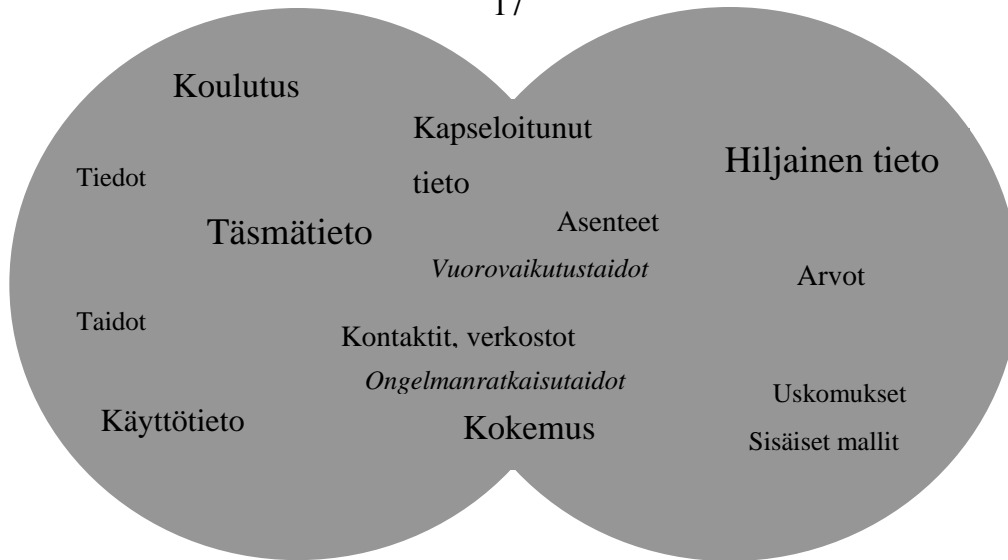 17
Koulutus
Kapseloitunut
tieto
Hiljainen tieto
Tiedot
Täsmätieto
Asenteet
Vuorovaikutustaidot
Arvot
Taidot
Kontaktit, verkostot
Ongelmanratkaisutaidot
Uskomukset
Käyttötieto
Kokemus
Sisäiset mallit